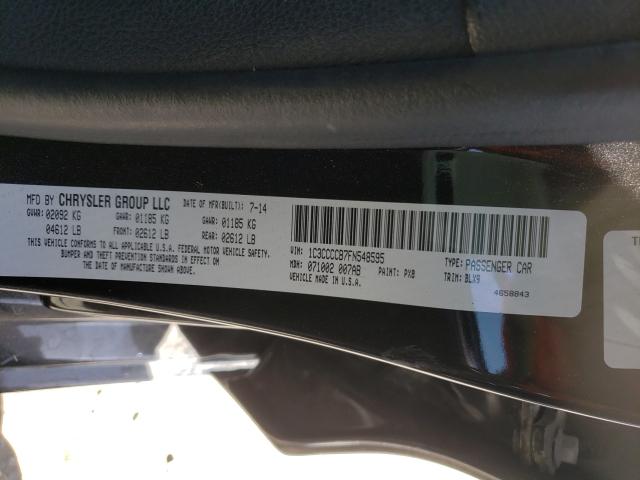 MFD BY CHRYSLER GROUP LLC DATE OF MFR(BUILT): 7-14
GVWR: 02092 KG GAWR: 01185 KG GAWR: 01185 KG
04612 LB FRONT: 02612 LB REAR: 02612 LB
THIS VEHICLE CONFORMS TO ALL APPLICABLE U.S.A. FEDERAL MOTOR VEHICLE SAFETY,
BUMPER AND THEFT PREVENTION STANDARDS IN EFFECT ON
THE DATE OF MANUFACTURE SHOWN ABOVE.
VIN: 1C3CCCCB7FN548595 TYPE: PASSENGER CAR
MDH: 071002 007AB PAINT: PX8 TRIM: BLX9
VEHICLE MADE IN U.S.A. 4658843